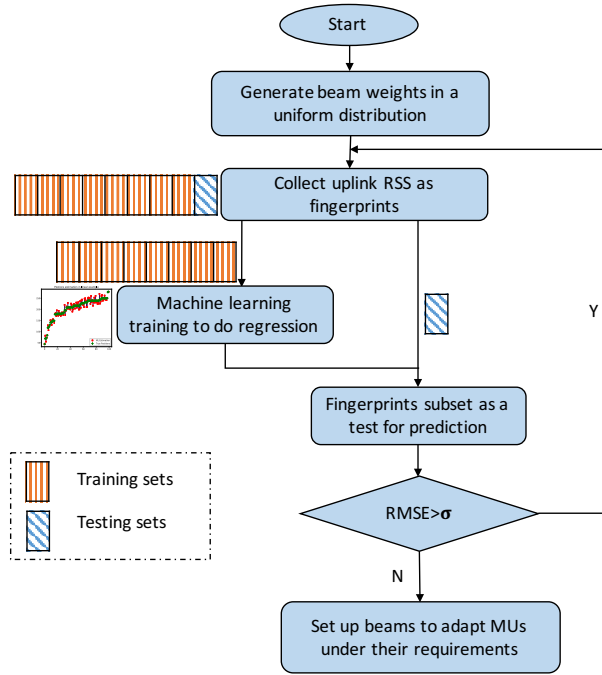 Start
Generate beam weights in a
uniform distribution
Collect uplink RSS as
fingerprints
Machine learning
training to do regression
Y
Fingerprints subset as a
test for prediction
Training sets
Testing sets
RMSE>σ
N
Set up beams to adapt MUs
under their requirements